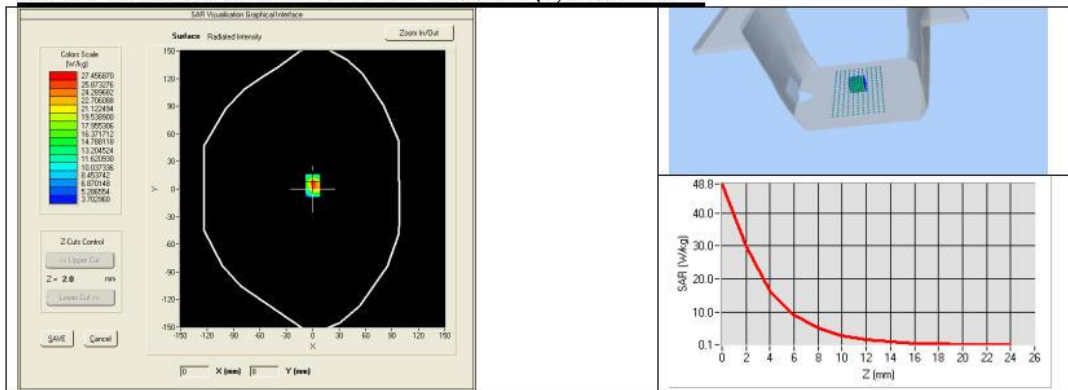 SAR Visualisation Graphical Interface
Surface Radiated Intensity
Zoom In/Out
Colors Scale
(W/kg)
27.456870
25.873276
24.289682
22.706088
21.122494
19.538900
17.955306
16.371712
14.788118
13.204524
11.620930
10.037336
8.453742
6.870148
5.286554
3.702960
Z-Cuts Control
<< Upper Cut
Z = 2.0 mm
Lower Cut >>
SAVE Cancel
150
120
90
60
30
0
-30
-60
-90
-120
-150
Y
-150 -120 -90 -60 -30 0 30 60 90 120 150
X
0 X (mm) 8 Y (mm)
48.8
40.0
30.0
20.0
10.0
0.1
SAR (W/kg)
0 2 4 6 8 10 12 14 16 18 20 22 24 26
Z (mm)